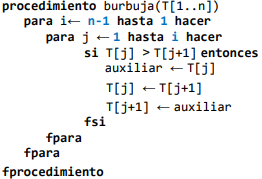 procedimiento burbuja(T[1..n])
para i← n-1 hasta 1 hacer
para j ←1 hasta i hacer
si T[j] >T[j+1] entonces
auxiliar ← T[j]
T[j] ← T[j+1]
T[j+1] ← auxiliar
fsi
fpara
fpara
fprocedimiento